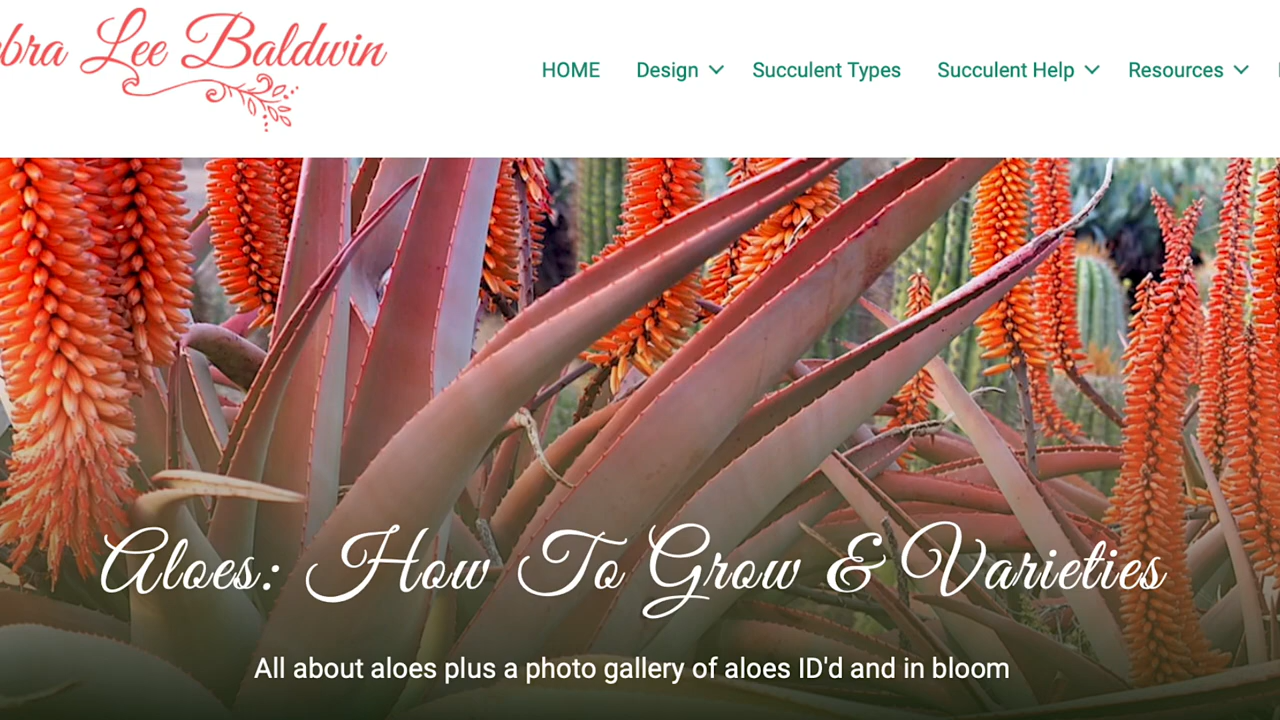 Lee Baldwin
HOME Design Succulent Types Succulent Help Resources
Aloes: How To Grow & Varieties
All about aloes plus a photo gallery of aloes ID'd and in bloom